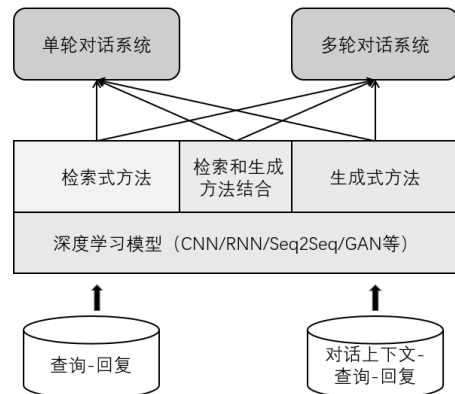 单轮对话系统
多轮对话系统
检索式方法
检索和生成
方法结合
生成式方法
深度学习模型（CNN/RNN/Seq2Seq/GAN等）
查询-回复
对话上下文-
查询-回复